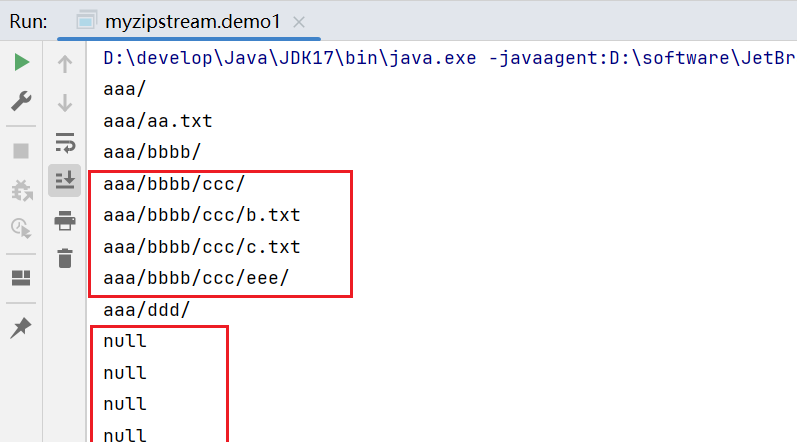 Run: myzipstream.demo1
D:\develop\Java\JDK17\bin\java.exe -javaagent:D:\software\JetBr
aaa/
aaa/aa.txt
aaa/bbbb/
aaa/bbbb/ccc/
aaa/bbbb/ccc/b.txt
aaa/bbbb/ccc/c.txt
aaa/bbbb/ccc/eee/
aaa/ddd/
null
null
null
null